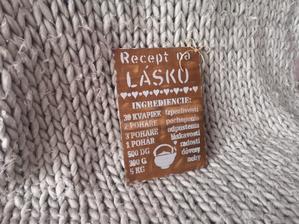 Recept na
LÁSKU
INGREDIENCIE:
30 KVAPIEK trpezlivosti
2 POHÁRE pochopenia
3 POHÁRE odpustenia
1 POHÁR láskavosti
500 DG radosti
300 G dôvery
5 KG nehy